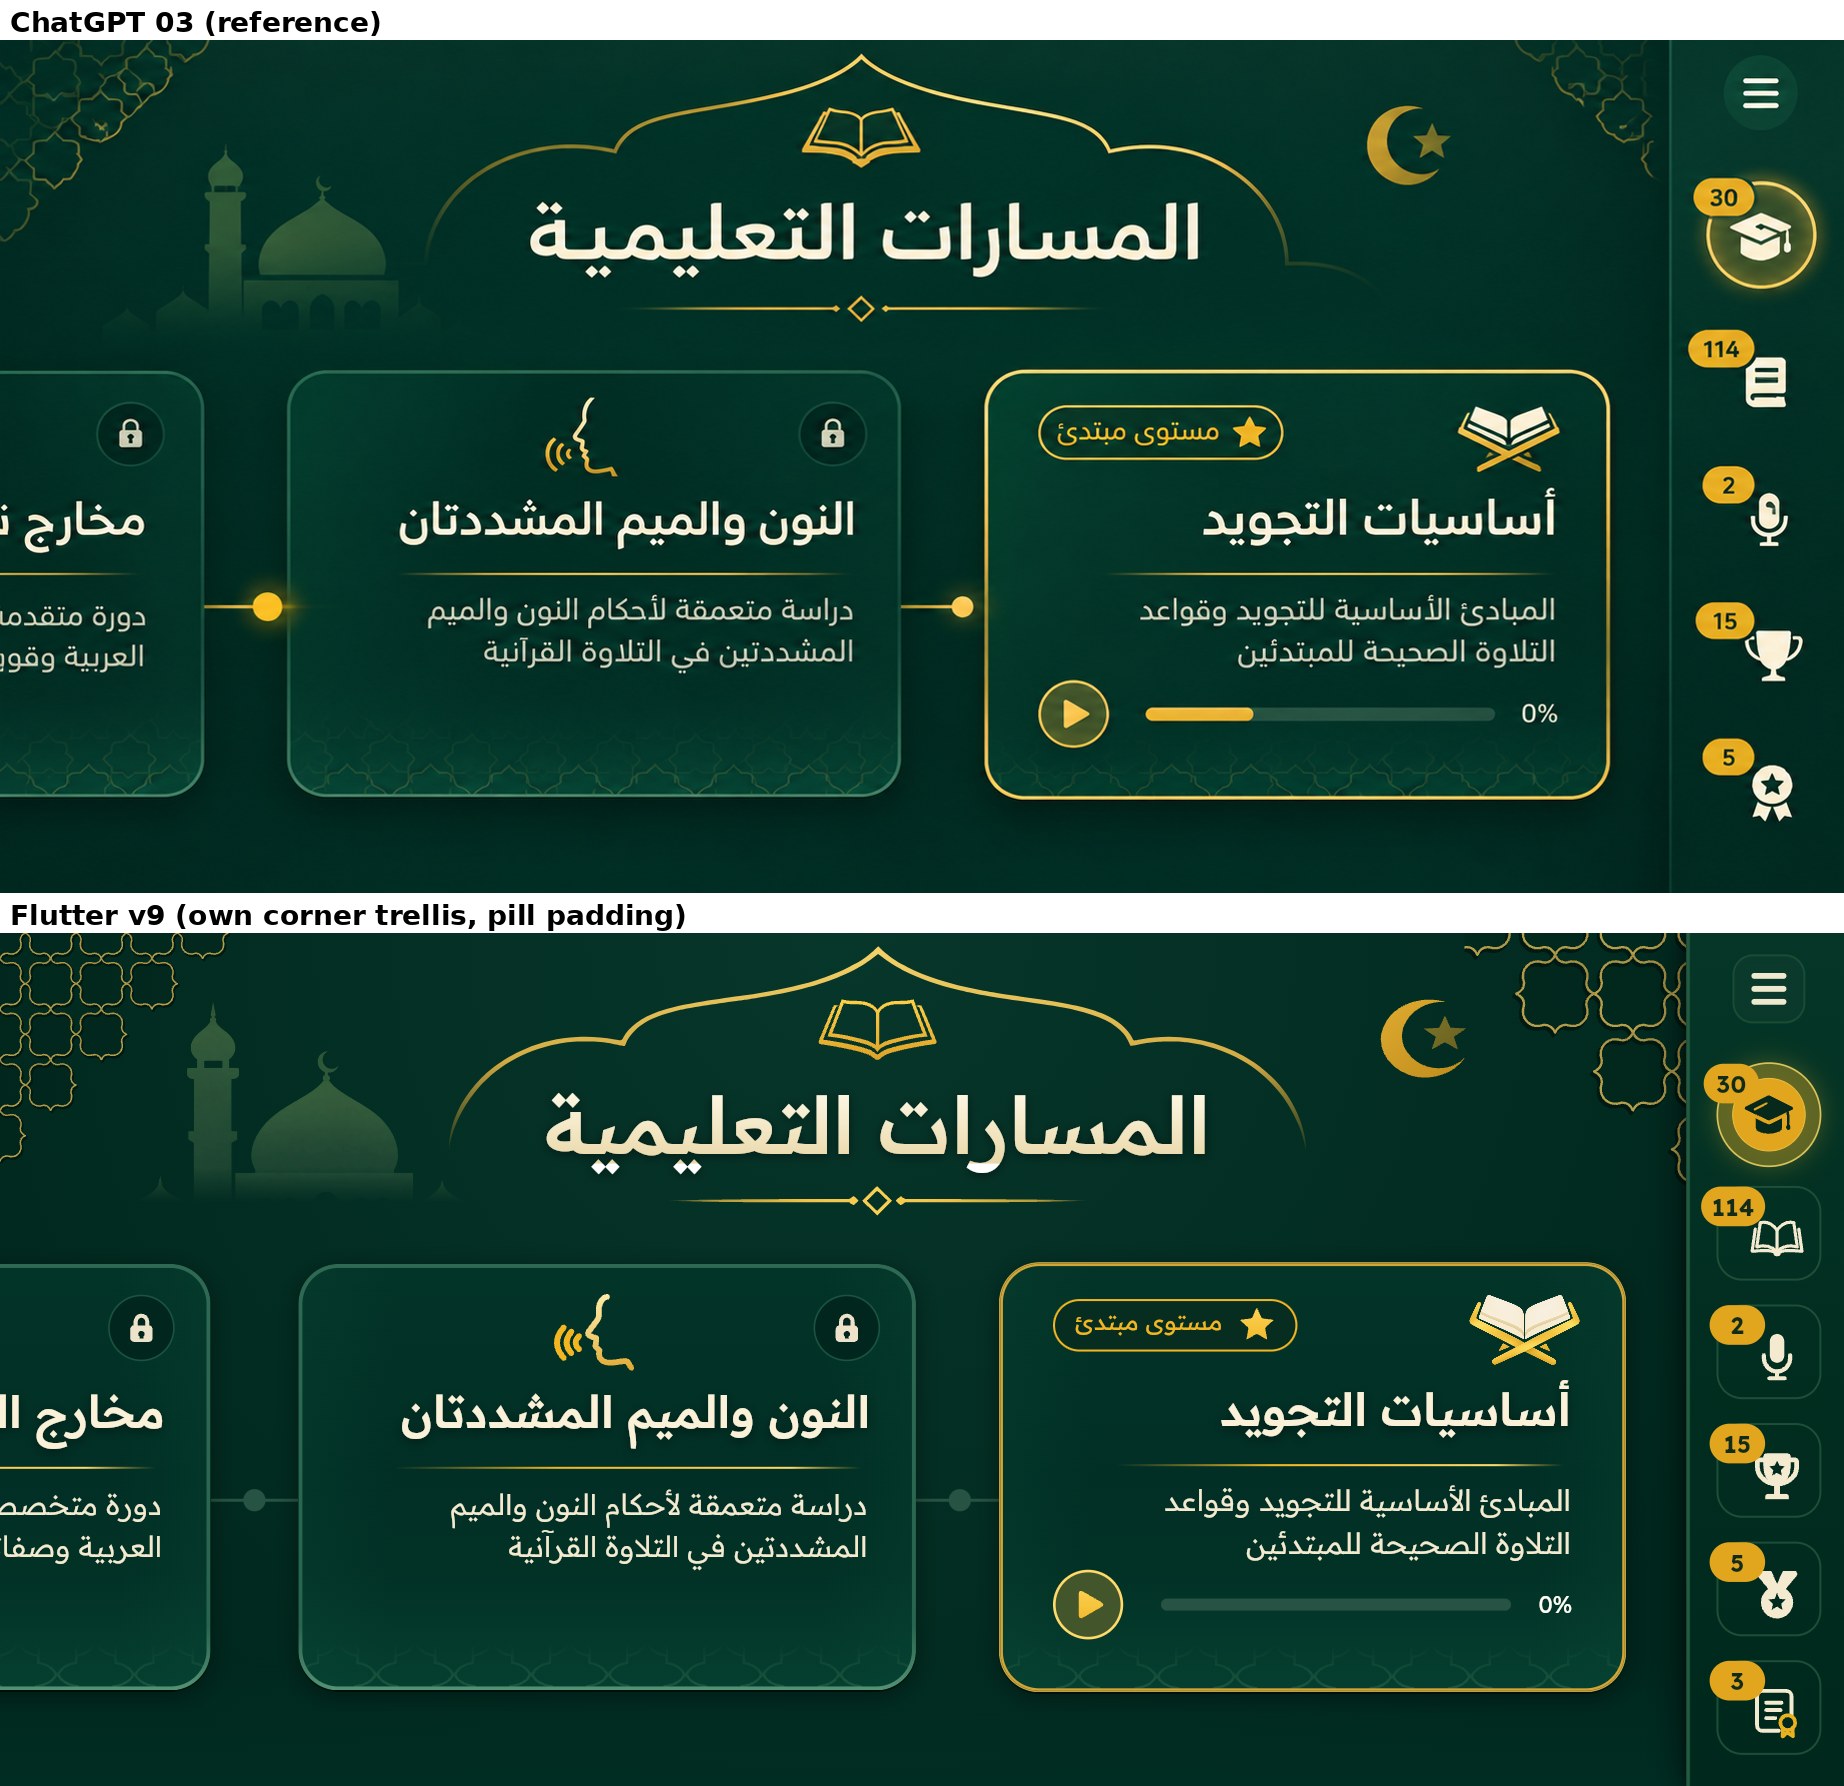 ChatGPT 03 (reference)
المسارات التعليمية
30
114
2
15
5
مستوى مبتدئ
أساسيات التجويد
المبادئ الأساسية للتجويد وقواعد
التلاوة الصحيحة للمبتدئين
0%
النون والميم المشددتان
دراسة متعمقة لأحكام النون والميم
المشددتين في التلاوة القرآنية
مخارج
دورة متقدمة
العربية
Flutter v9 (own corner trellis, pill padding)
المسارات التعليمية
30
114
2
15
5
3
مستوى مبتدئ
أساسيات التجويد
المبادئ الأساسية للتجويد وقواعد
التلاوة الصحيحة للمبتدئين
0%
النون والميم المشددتان
دراسة متعمقة لأحكام النون والميم
المشددتين في التلاوة القرآنية
مخارج
دورة
العربية